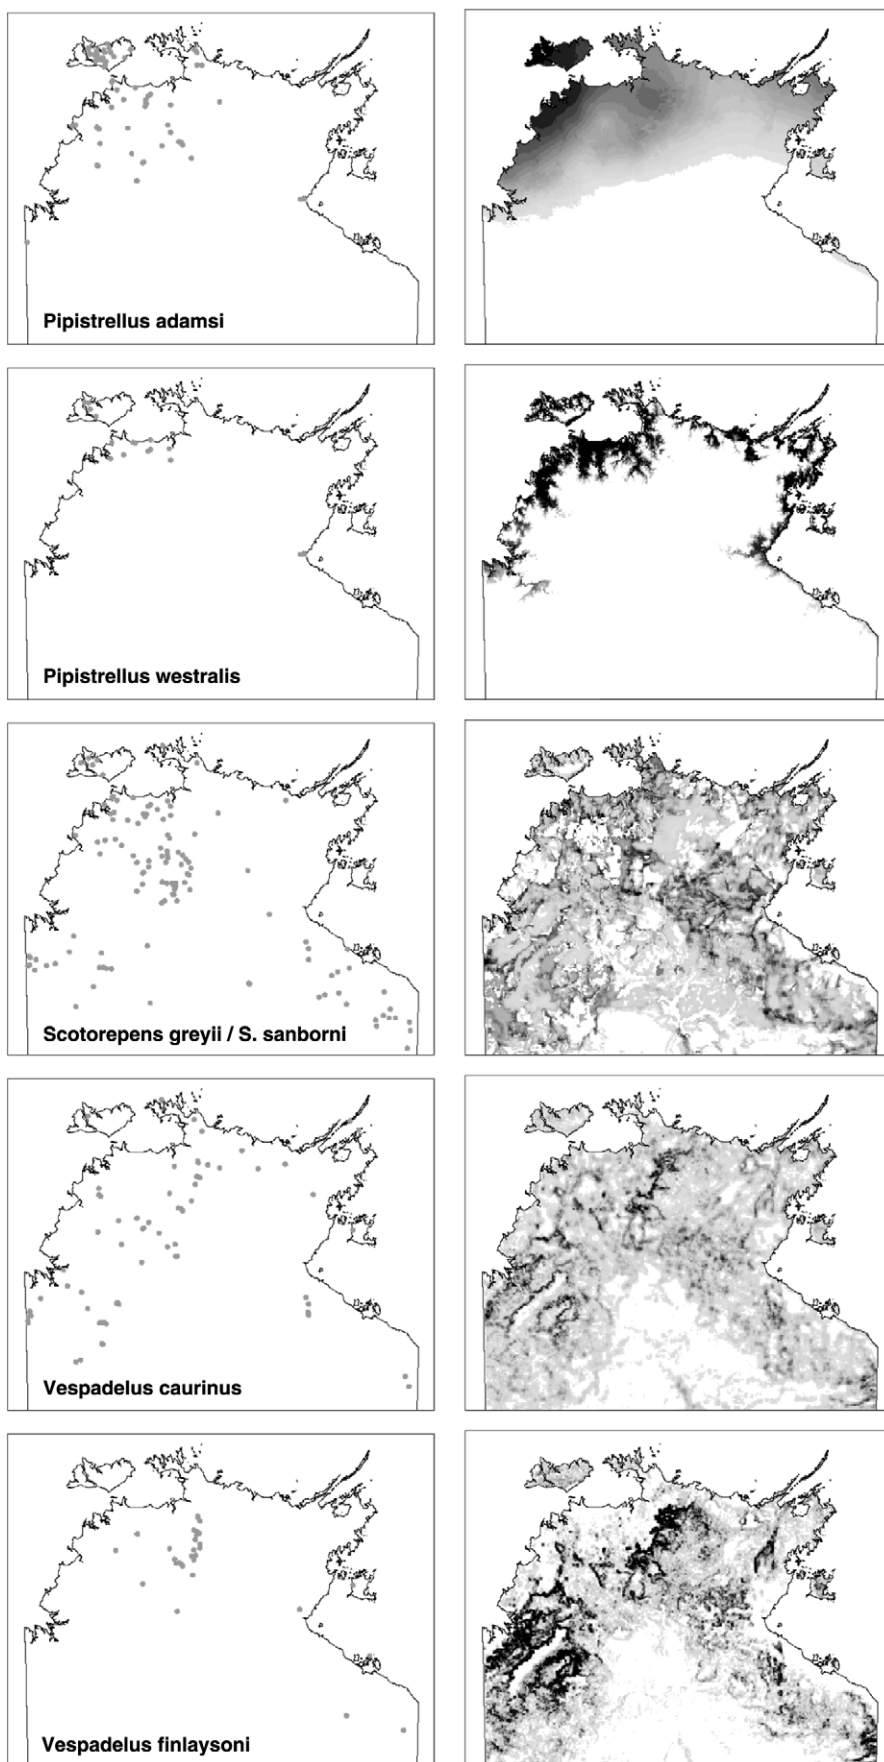 Pipistrellus adamsi
Pipistrellus westralis
Scotorepens greyii / S. sanborni
Vespadelus caurinus
Vespadelus finlaysoni